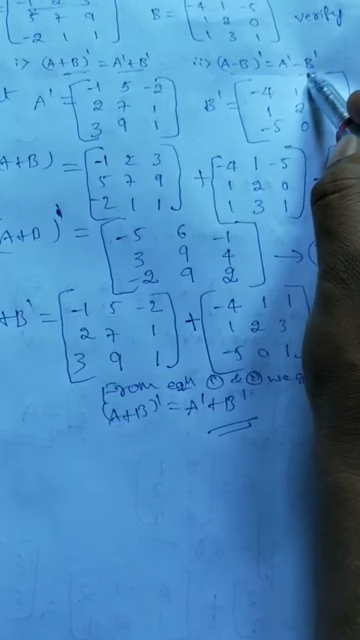 5 7 9 B = -4 1 -5 verify
-2 1 1 1 2 0
1 3 1
i> (A+B)' = A'+B' ii> (A-B)' = A'-B'
A' = [-1 5 -2 B' = [-4 1
2 7 1 1 2
3 9 1] -5 0
A+B) = [-1 2 3 + [-4 1 -5
5 7 9 1 2 0
-2 1 1] 1 3 1]
(A+B)' = [-5 6 -1
3 9 4 → (
-2 9 2]
+B' = [-1 5 -2 + [-4 1 1
2 7 1 1 2 3
3 9 1] -5 0 1
From eqn ① & ② we
(A+B)' = A'+B'